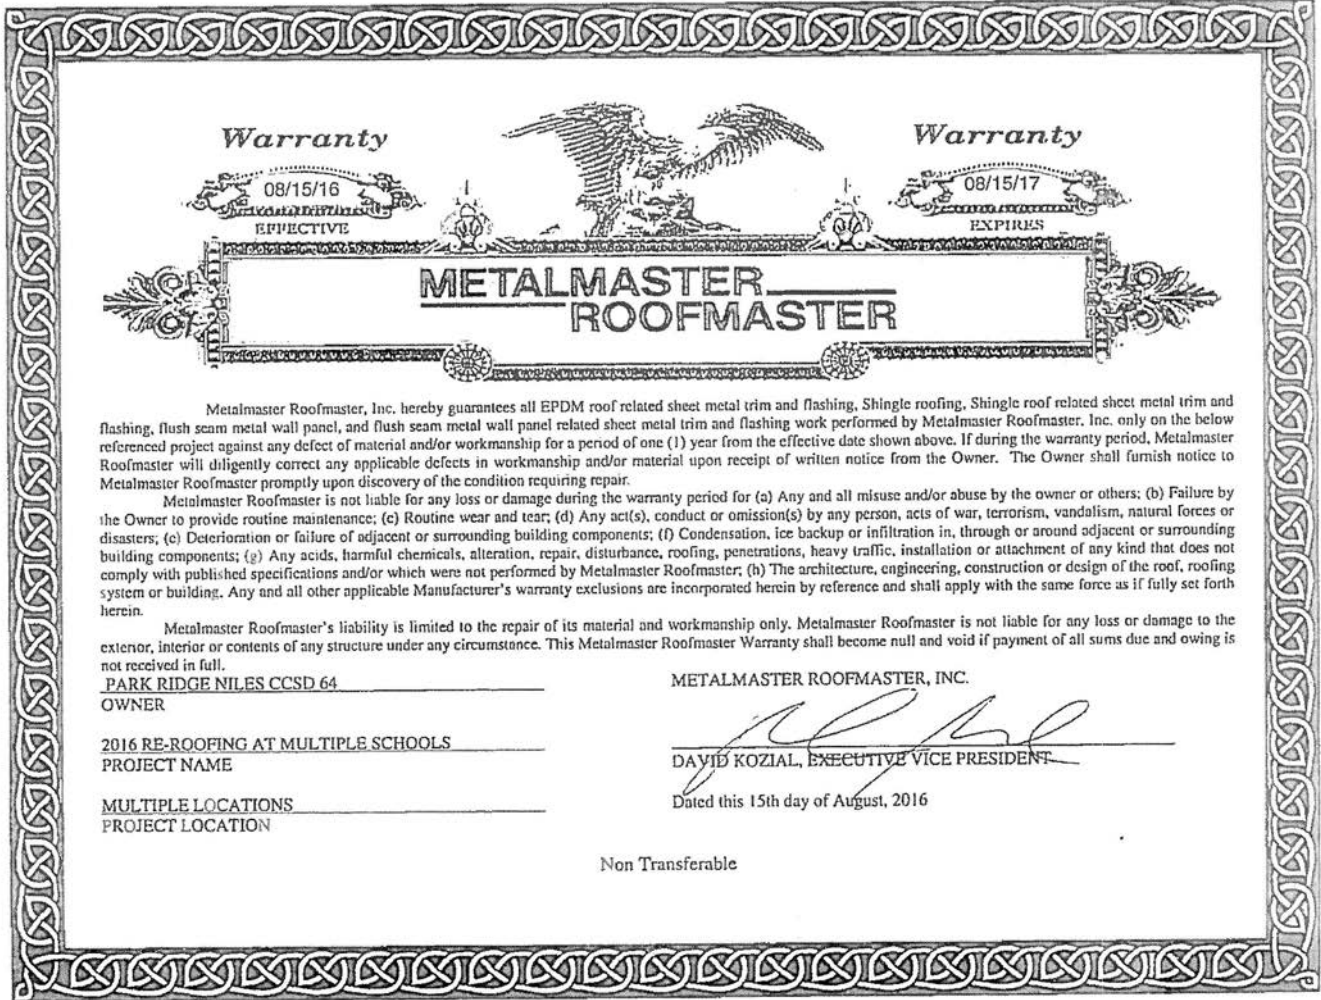 Warranty
Warranty
08/15/16
08/15/17
EFFECTIVE
EXPIRES
METALMASTER
ROOFMASTER
Metalmaster Roofmaster, Inc. hereby guarantees all EPDM roof related sheet metal trim and flashing, Shingle roofing, Shingle roof related sheet metal trim and
flashing, flush seam metal wall panel, and flush seam metal wall panel related sheet metal trim and flashing work performed by Metalmaster Roofmaster, Inc. only on the below
referenced project against any defect of material and/or workmanship for a period of one (1) year from the effective date shown above. If during the warranty period, Metalmaster
Roofmaster will diligently correct any applicable defects in workmanship and/or material upon receipt of written notice from the Owner. The Owner shall furnish notice to
Metalmaster Roofmaster promptly upon discovery of the condition requiring repair.
Metalmaster Roofmaster is not liable for any loss or damage during the warranty period for (a) Any and all misuse and/or abuse by the owner or others; (b) Failure by
the Owner to provide routine maintenance; (c) Routine wear and tear; (d) Any act(s), conduct or omission(s) by any person, acts of war, terrorism, vandalism, natural forces or
disasters; (e) Deterioration or failure of adjacent or surrounding building components; (f) Condensation, ice backup or infiltration in, through or around adjacent or surrounding
building components; (g) Any acids, harmful chemicals, alteration, repair, disturbance, roofing, penetrations, heavy traffic, installation or attachment of any kind that does not
comply with published specifications and/or which were not performed by Metalmaster Roofmaster; (h) The architecture, engineering, construction or design of the roof, roofing
system or building. Any and all other applicable Manufacturer's warranty exclusions are incorporated herein by reference and shall apply with the same force as if fully set forth
herein.
Metalmaster Roofmaster's liability is limited to the repair of its material and workmanship only. Metalmaster Roofmaster is not liable for any loss or damage to the
exterior, interior or contents of any structure under any circumstance. This Metalmaster Roofmaster Warranty shall become null and void if payment of all sums due and owing is
not received in full.
PARK RIDGE NILES CCSD 64
OWNER
2016 RE-ROOFING AT MULTIPLE SCHOOLS
PROJECT NAME
MULTIPLE LOCATIONS
PROJECT LOCATION
METALMASTER ROOFMASTER, INC.
DAVID KOZIAL, EXECUTIVE VICE PRESIDENT
Dated this 15th day of August, 2016
Non Transferable